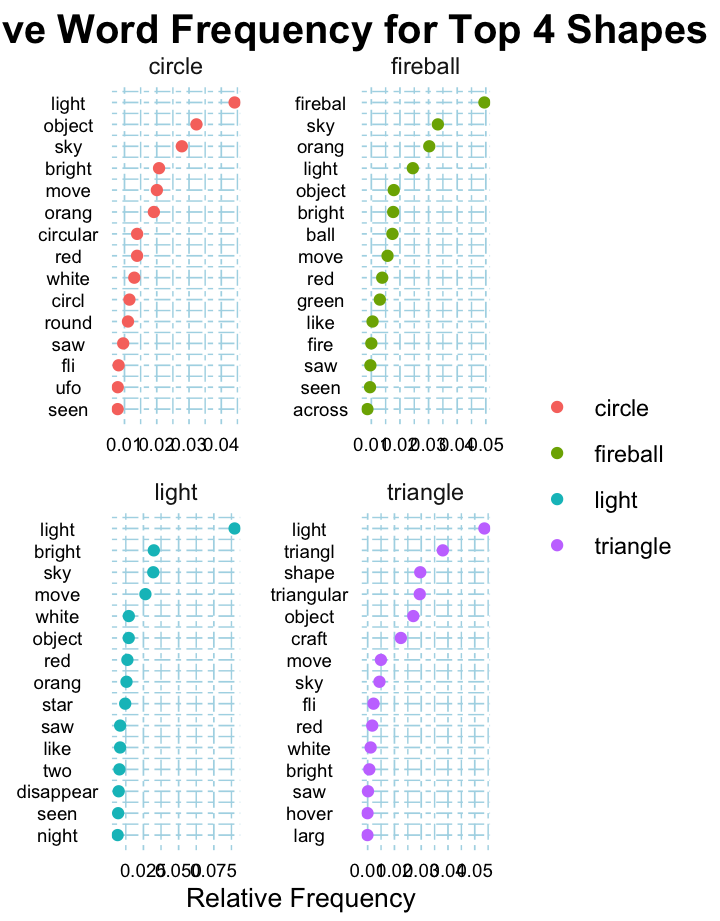 ve Word Frequency for Top 4 Shapes
circle
light
object
sky
bright
move
orang
circular
red
white
circl
round
saw
fli
ufo
seen
0.01 0.02 0.03 0.04
fireball
firebal
sky
orang
light
object
bright
ball
move
red
green
like
fire
saw
seen
across
0.01 0.02 0.03 0.04 0.05
light
light
bright
sky
move
white
object
red
orang
star
saw
like
two
disappear
seen
night
0.025 0.050 0.075
triangle
light
triangl
shape
triangular
object
craft
move
sky
fli
red
white
bright
saw
hover
larg
0.01 0.02 0.03 0.04 0.05
Relative Frequency
circle
fireball
light
triangle